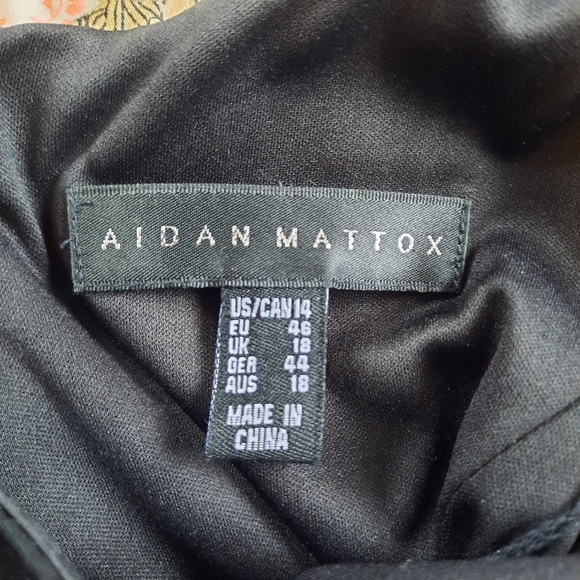 AIDAN MATTOX
US/CAN 14
EU 46
UK 18
GER 44
AUS 18
MADE IN
CHINA